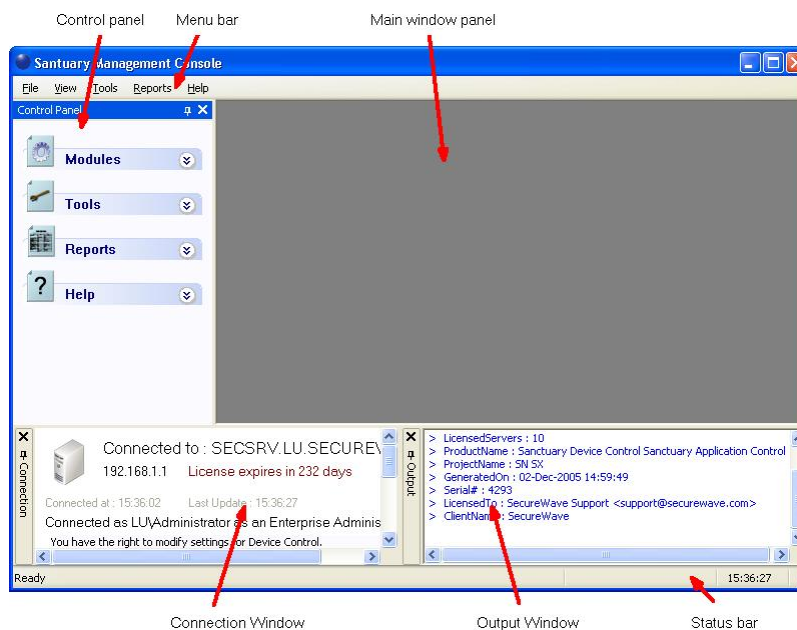 Control panel
Menu bar
Main window panel
Santuary Management Console
File View Tools Reports Help
Control Panel
Modules
Tools
Reports
Help
Connection
Connected to : SECSRV.LU.SECUREW
192.168.1.1 License expires in 232 days
Connected at : 15:36:02 Last Update : 15:36:27
Connected as LU\Administrator as an Enterprise Adminis
You have the right to modify settings for Device Control.
Output
> LicensedServers : 10
> ProductName : Sanctuary Device Control Sanctuary Application Control
> ProjectName : SN SX
> GeneratedOn : 02-Dec-2005 14:59:49
> Serial# : 4293
> LicensedTo : SecureWave Support <support@securewave.com>
> ClientName : SecureWave
Ready
15:36:27
Connection Window
Output Window
Status bar